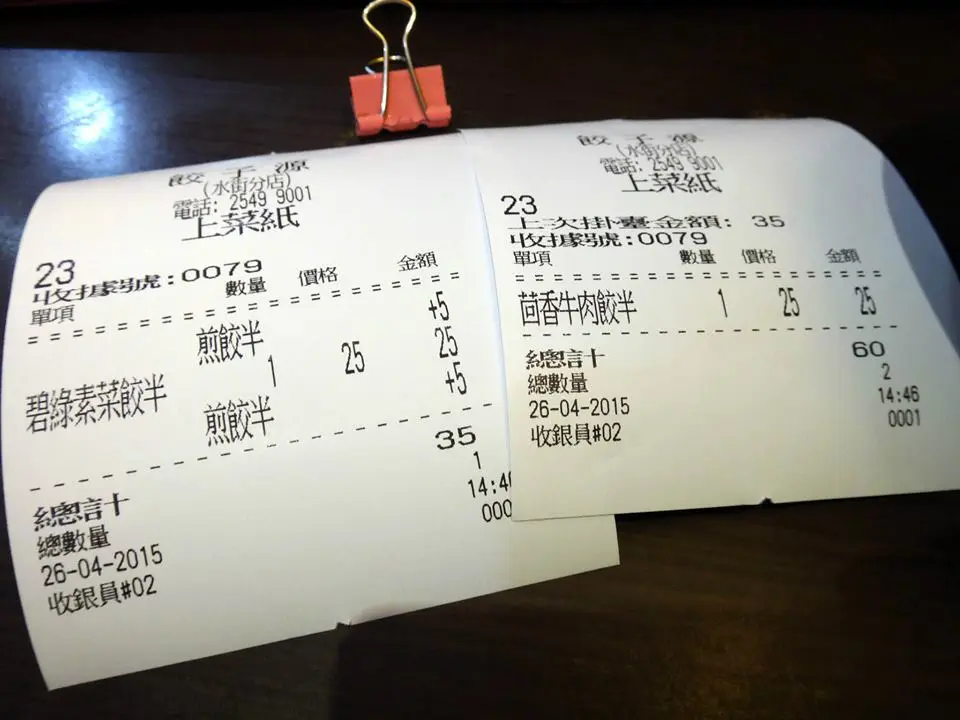 餃子源
(水街分店)
電話: 2549 9001
上菜紙
23
收據號:0079
單項 數量 價格 金額
煎餃半 +5
碧綠素菜餃半 1 25 25
煎餃半 +5
總計 35
總數量 1
26-04-2015 14:4
收銀員#02 000
餃子源
(水街分店)
電話: 2549 9001
上菜紙
23
上次掛臺金額: 35
收據號:0079
單項 數量 價格 金額
茴香牛肉餃半 1 25 25
總計 60
總數量 2
26-04-2015 14:46
收銀員#02 0001